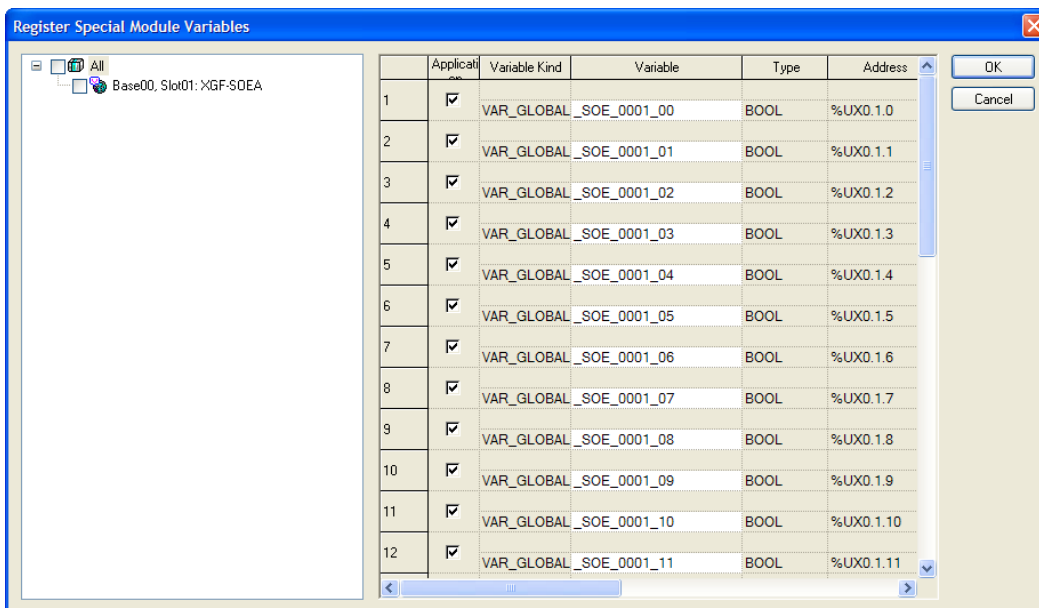 Register Special Module Variables
All
Base00, Slot01: XGF-SOEA
Applicati Variable Kind Variable Type Address
1 VAR_GLOBAL _SOE_0001_00 BOOL %UX0.1.0
2 VAR_GLOBAL _SOE_0001_01 BOOL %UX0.1.1
3 VAR_GLOBAL _SOE_0001_02 BOOL %UX0.1.2
4 VAR_GLOBAL _SOE_0001_03 BOOL %UX0.1.3
5 VAR_GLOBAL _SOE_0001_04 BOOL %UX0.1.4
6 VAR_GLOBAL _SOE_0001_05 BOOL %UX0.1.5
7 VAR_GLOBAL _SOE_0001_06 BOOL %UX0.1.6
8 VAR_GLOBAL _SOE_0001_07 BOOL %UX0.1.7
9 VAR_GLOBAL _SOE_0001_08 BOOL %UX0.1.8
10 VAR_GLOBAL _SOE_0001_09 BOOL %UX0.1.9
11 VAR_GLOBAL _SOE_0001_10 BOOL %UX0.1.10
12 VAR_GLOBAL _SOE_0001_11 BOOL %UX0.1.11
OK
Cancel